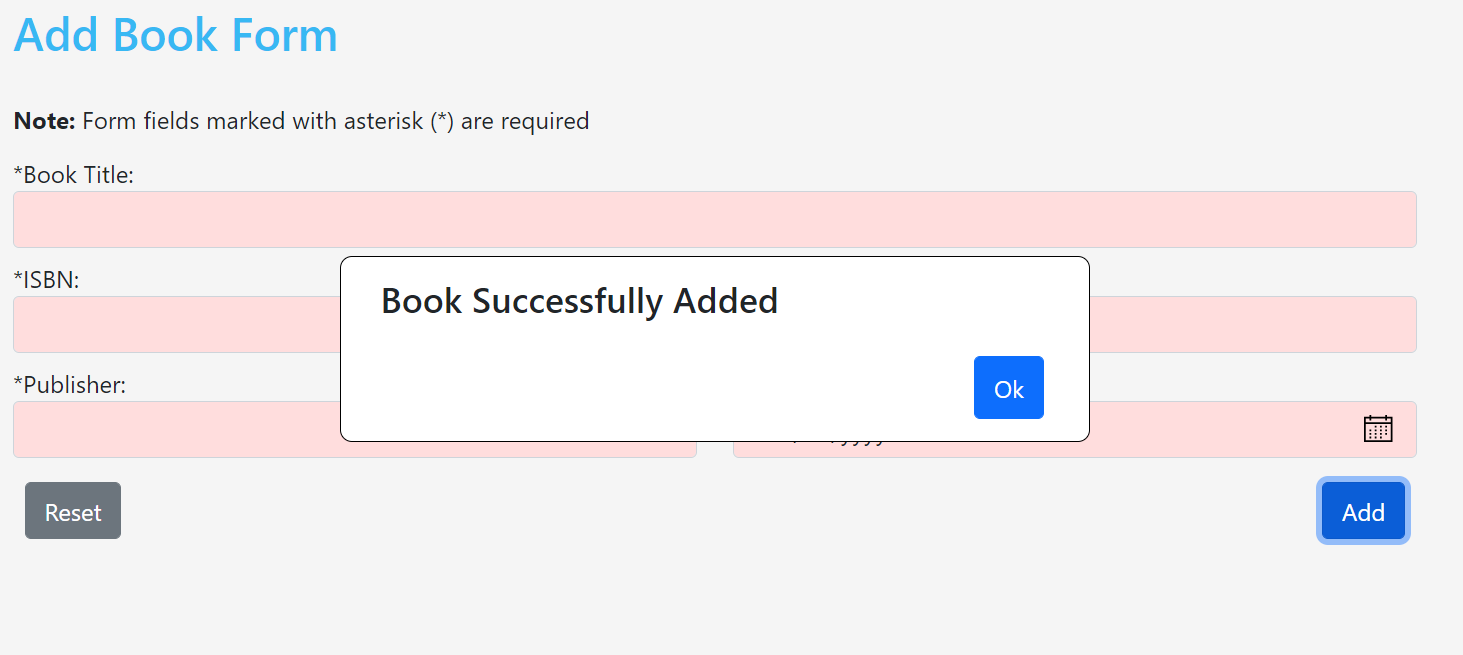 Add Book Form
Note: Form fields marked with asterisk (*) are required
*Book Title:
*ISBN:
Book Successfully Added
Ok
*Publisher:
Reset
Add